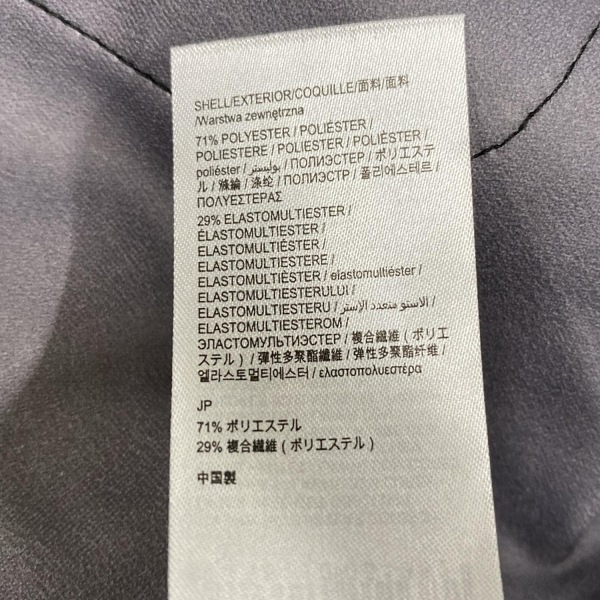 SHELL/EXTERIOR/COQUILLE/面料/面料
/Warstwa zewnętrzna
71% POLYESTER / POLIÉSTER /
POLIESTERE / POLIESTER / POLIÉSTER /
poliéster / بوليستر / ПОЛИЭСТЕР / ポリエステ
ル / 滌綸 / 涤纶 / ПОЛИЭСТР / 폴리에스테르 /
ΠΟΛΥΕΣΤΕΡΑΣ
29% ELASTOMULTIESTER /
ÉLASTOMULTIESTER /
ELASTOMULTIÉSTER /
ELASTOMULTIESTERE /
ELASTOMULTIÈSTER / elastomultiéster /
ELASTOMULTIESTERULUI /
ELASTOMULTIESTERU / الاستو متعدد الإستر /
ELASTOMULTIESTEROM /
ЭЛАСТОМУЛЬТИЭСТЕР / 複合繊維 ( ポリエ
ステル ) / 彈性多聚酯纖維 / 弹性多聚酯纤维 /
엘라스토멀티에스터 / ελαστοπολυεστέρα
JP
71% ポリエステル
29% 複合繊維 ( ポリエステル )
中国製